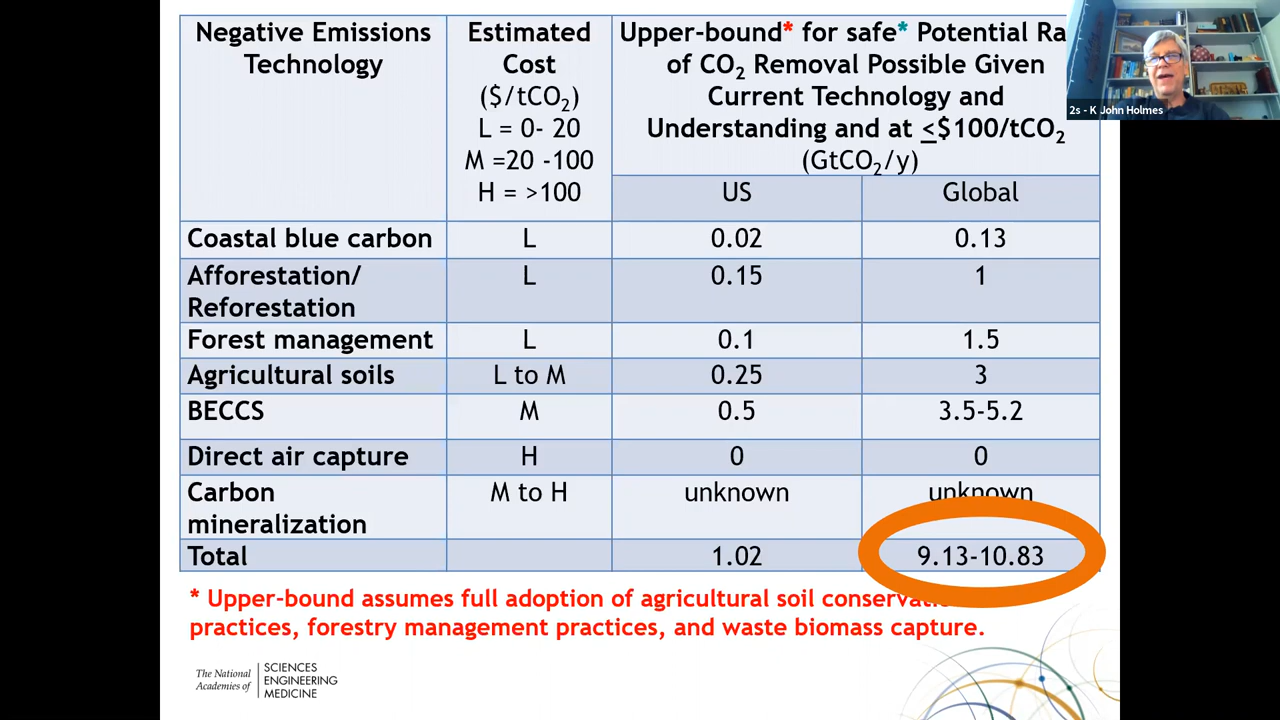 Negative Emissions
Technology
Estimated
Cost
($/tCO2)
L = 0- 20
M =20 -100
H = >100
Upper-bound* for safe* Potential Ra
of CO2 Removal Possible Given
Current Technology and
Understanding and at <$100/tCO2
(GtCO2/y)
US
Global
Coastal blue carbon L 0.02 0.13
Afforestation/
Reforestation L 0.15 1
Forest management L 0.1 1.5
Agricultural soils L to M 0.25 3
BECCS M 0.5 3.5-5.2
Direct air capture H 0 0
Carbon
mineralization M to H unknown unknown
Total 1.02 9.13-10.83
* Upper-bound assumes full adoption of agricultural soil conservatio
practices, forestry management practices, and waste biomass capture.
The National
Academies of
SCIENCES
ENGINEERING
MEDICINE
2s - K John Holmes